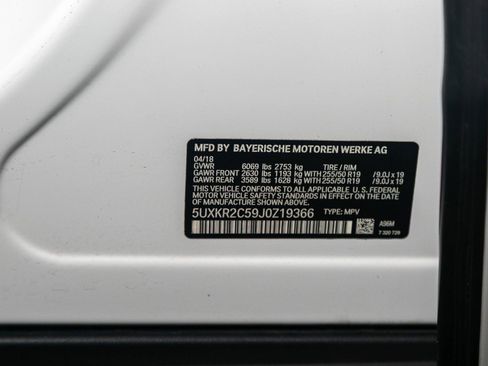 MFD BY BAYERISCHE MOTOREN WERKE AG
04/18
GVWR 6069 lbs 2753 kg TIRE / RIM
GAWR FRONT 2630 lbs 1193 kg WITH 255/50 R19 /9.0J x 19
GAWR REAR 3589 lbs 1628 kg WITH 255/50 R19 /9.0J x 19
THIS VEHICLE CONFORMS TO ALL APPLICABLE U.S. FEDERAL
MOTOR VEHICLE SAFETY STANDARDS IN EFFECT ON THE DATE
OF MANUFACTURE SHOWN ABOVE.
5UXKR2C59J0Z19366 TYPE: MPV
A96M
7 320 728